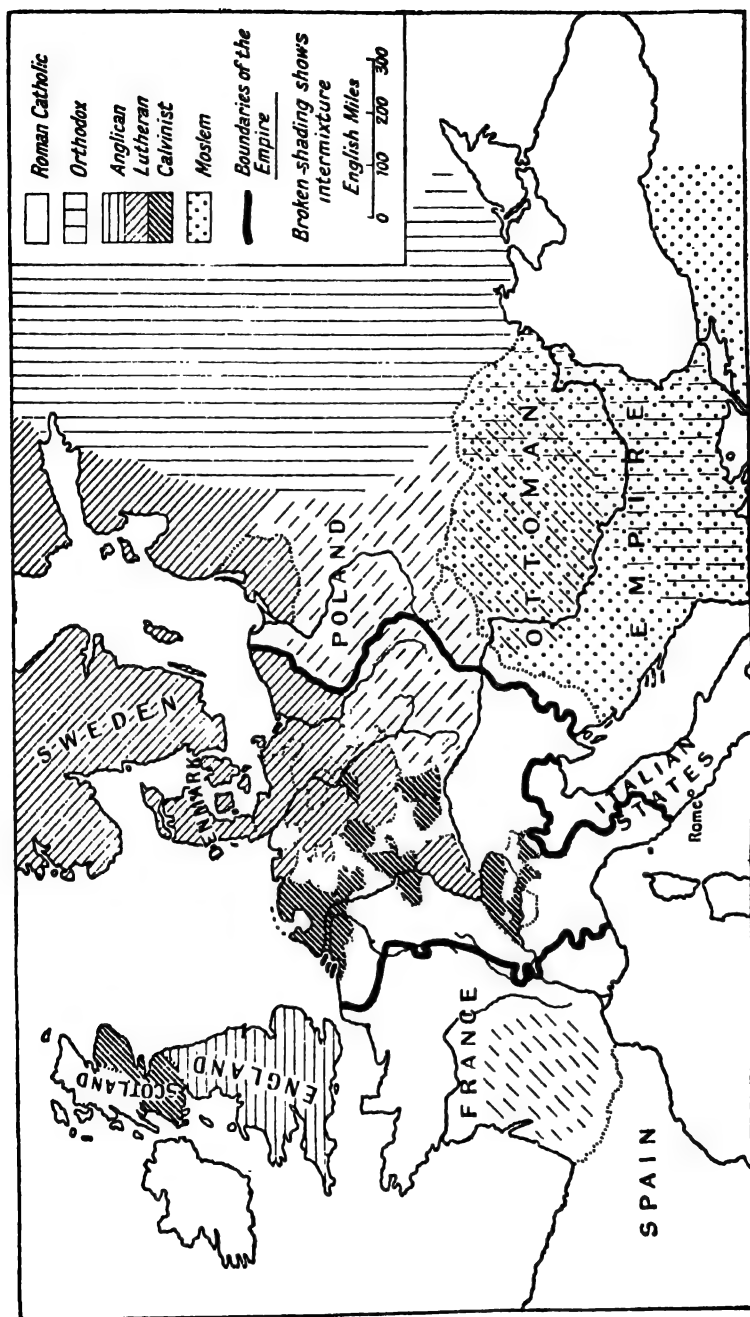 Roman Catholic
Orthodox
Anglican
Lutheran
Calvinist
Moslem
Boundaries of the
Empire
Broken shading shows
intermixture
English Miles
0 100 200 300
SWEDEN
DENMARK
SCOTLAND
ENGLAND
POLAND
FRANCE
OTTOMAN
EMPIRE
ITALIAN
STATES
Rome
SPAIN